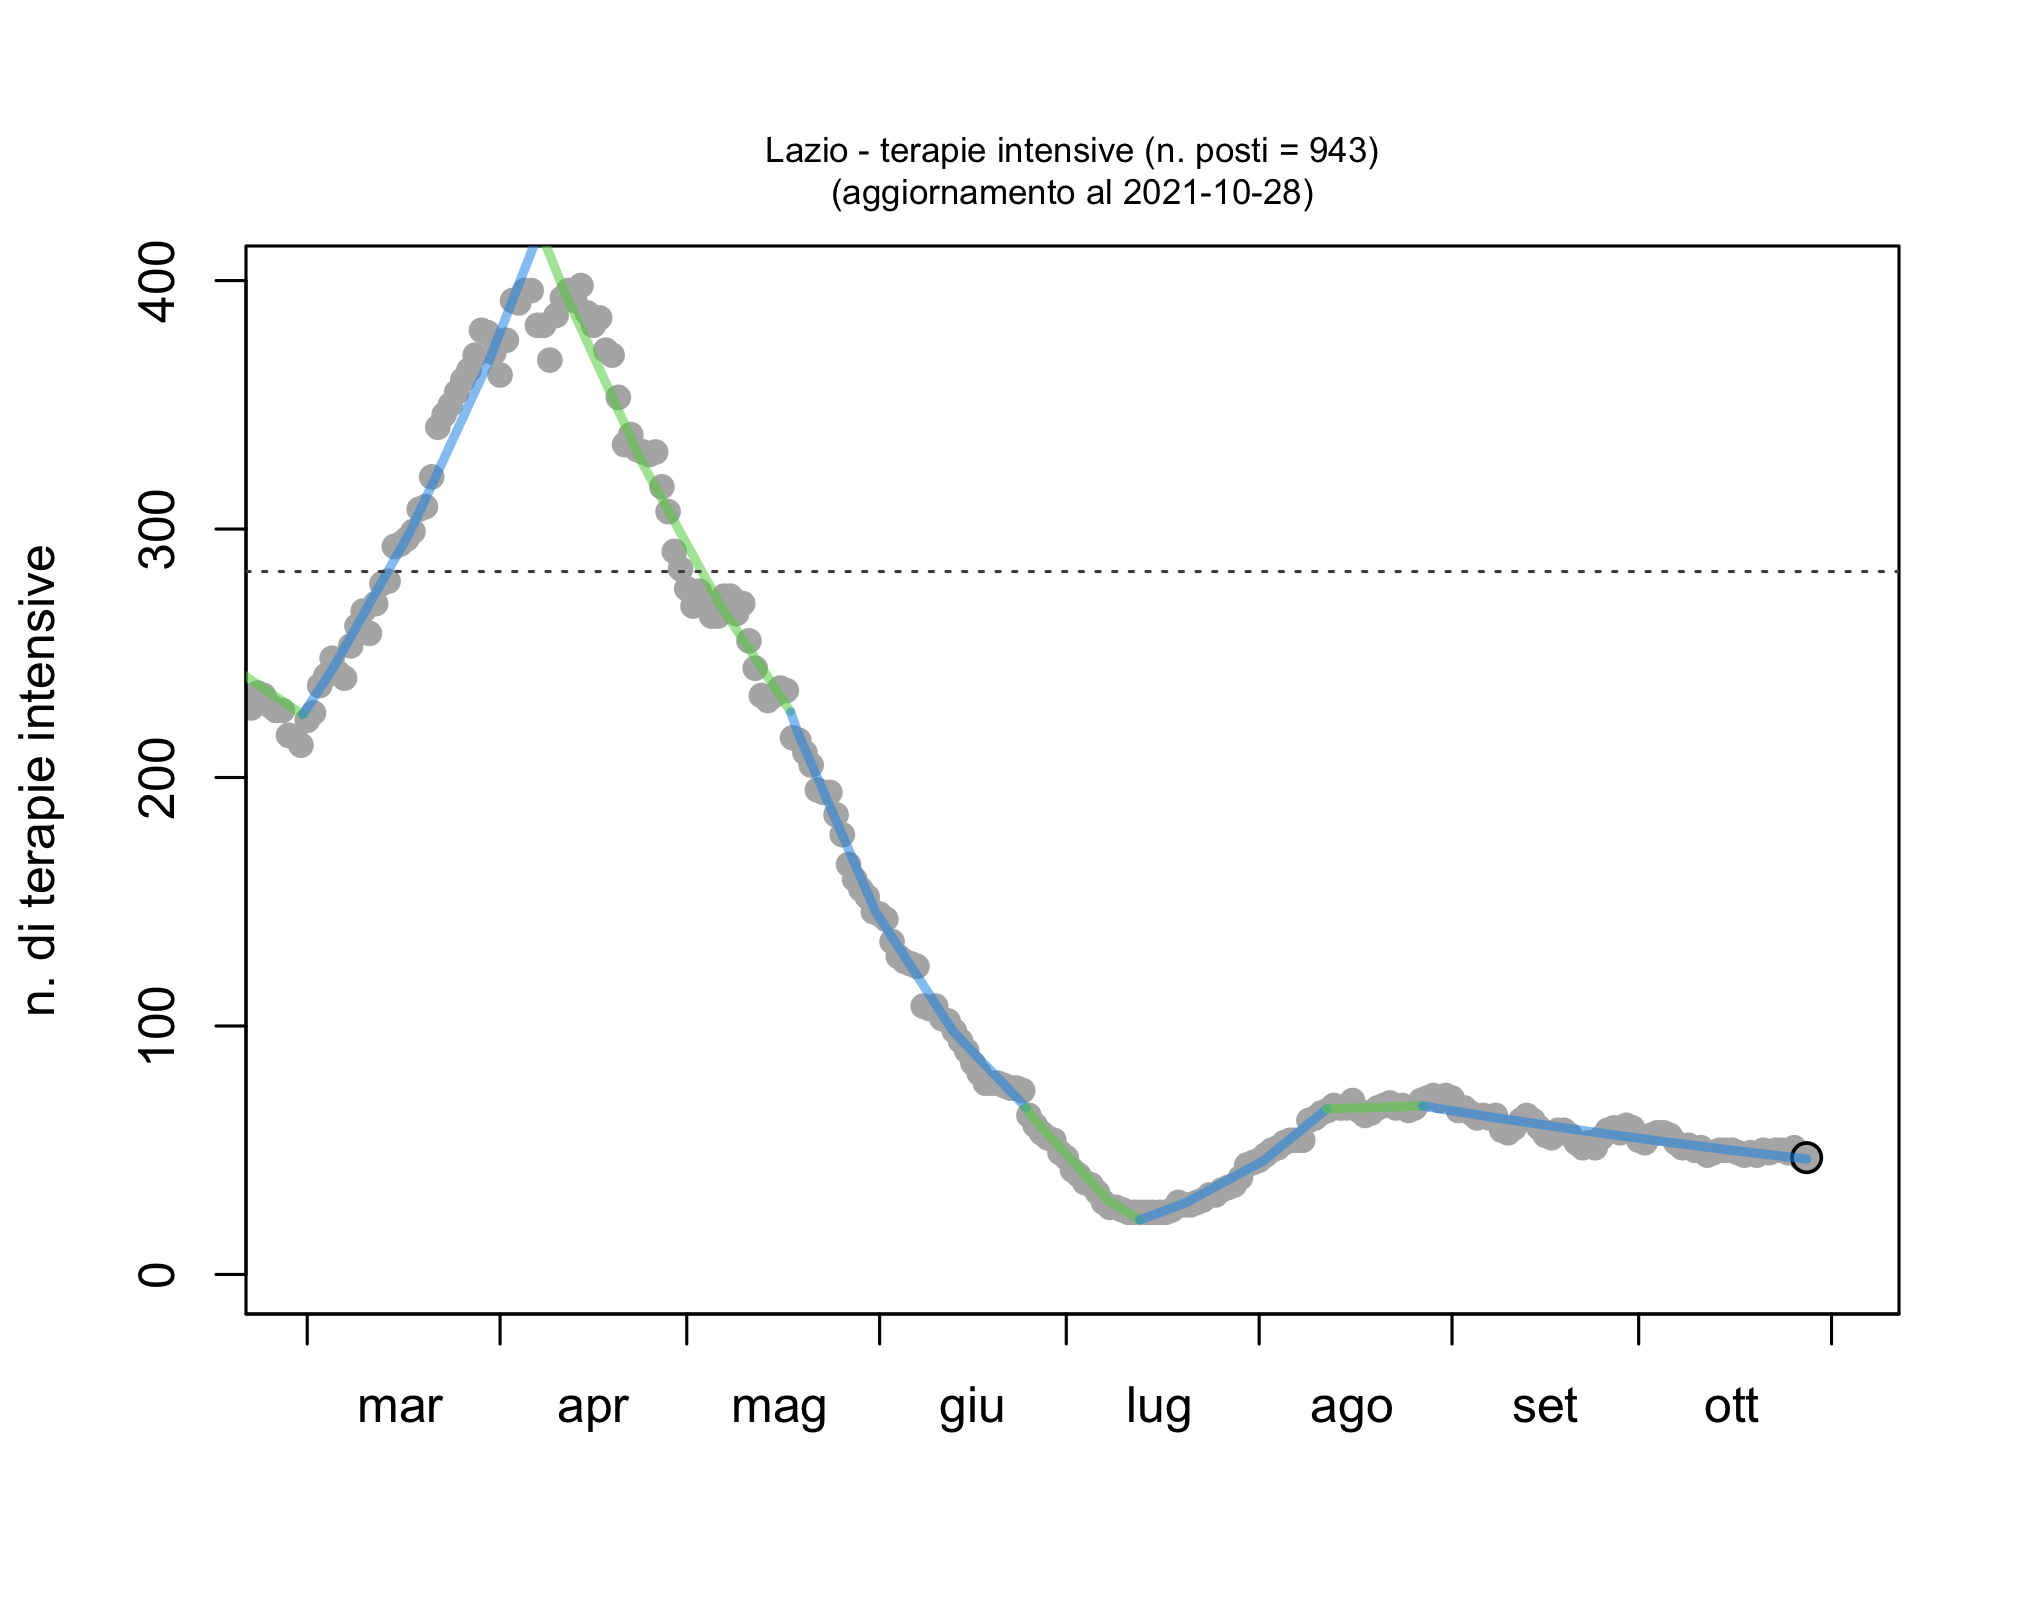 Lazio - terapie intensive (n. posti = 943)
(aggiornamento al 2021-10-28)
n. di terapie intensive
400
300
200
100
0
mar apr mag giu lug ago set ott